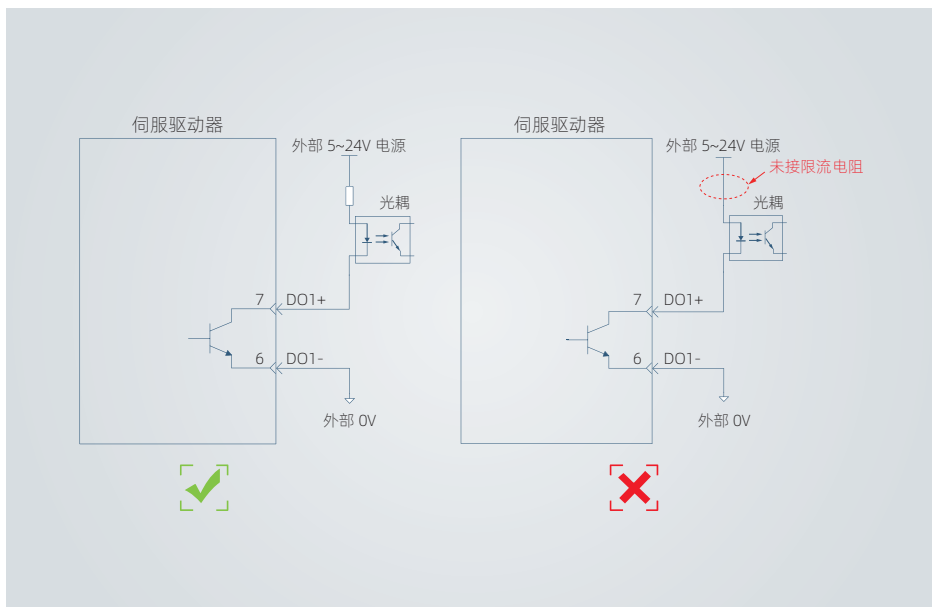 伺服驱动器
外部 5~24V 电源
光耦
7 DO1+
6 DO1-
外部 0V
伺服驱动器
外部 5~24V 电源
未接限流电阻
光耦
7 DO1+
6 DO1-
外部 0V